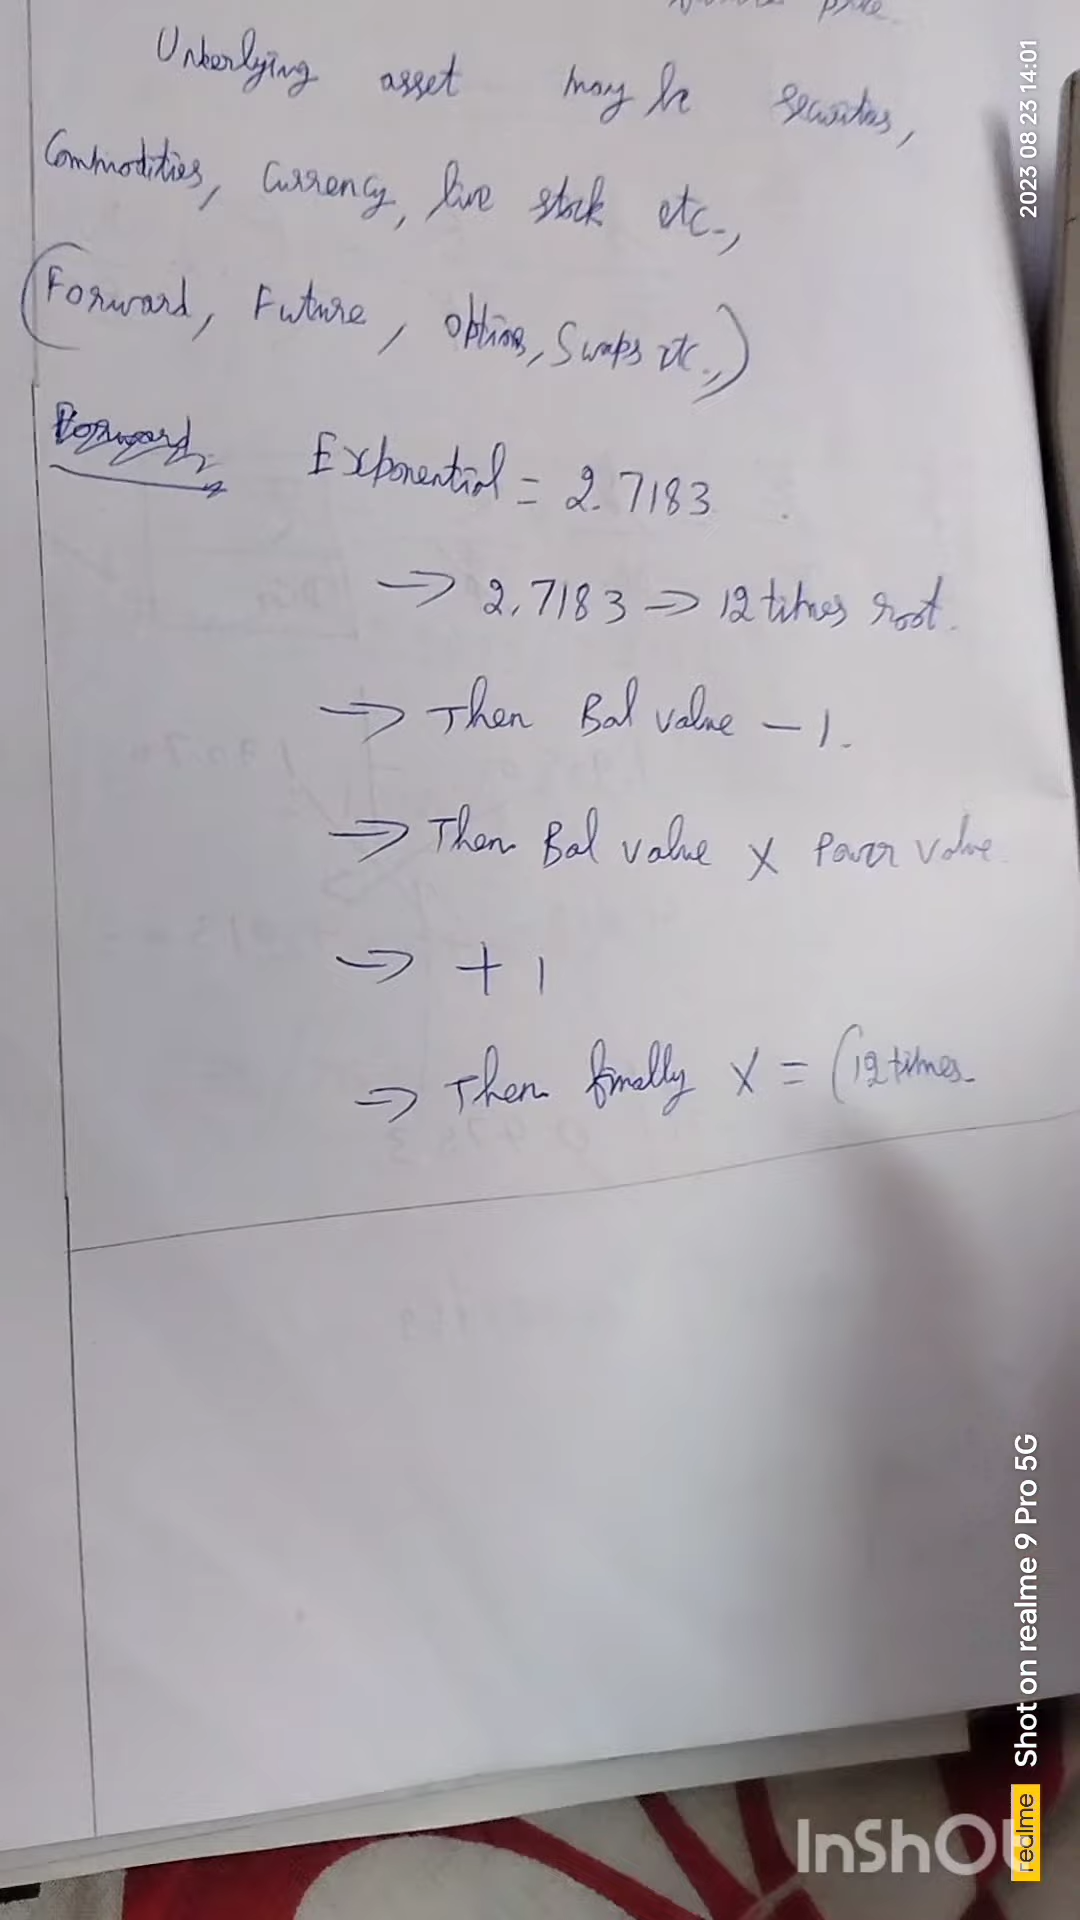 price.
Underlying asset may be securities,
Commodities, Currency, live stock etc.,
(Forward, Future, options, Swaps etc.,)
Forward Exponential = 2.7183
→ 2.7183 ⇒ 12 times root.
→ Then Bal value - 1.
→ Then Bal value X Power value
→ + 1
→ Then finally X = (12 times
2023 08 23 14:01
realme Shot on realme 9 Pro 5G
InShOt